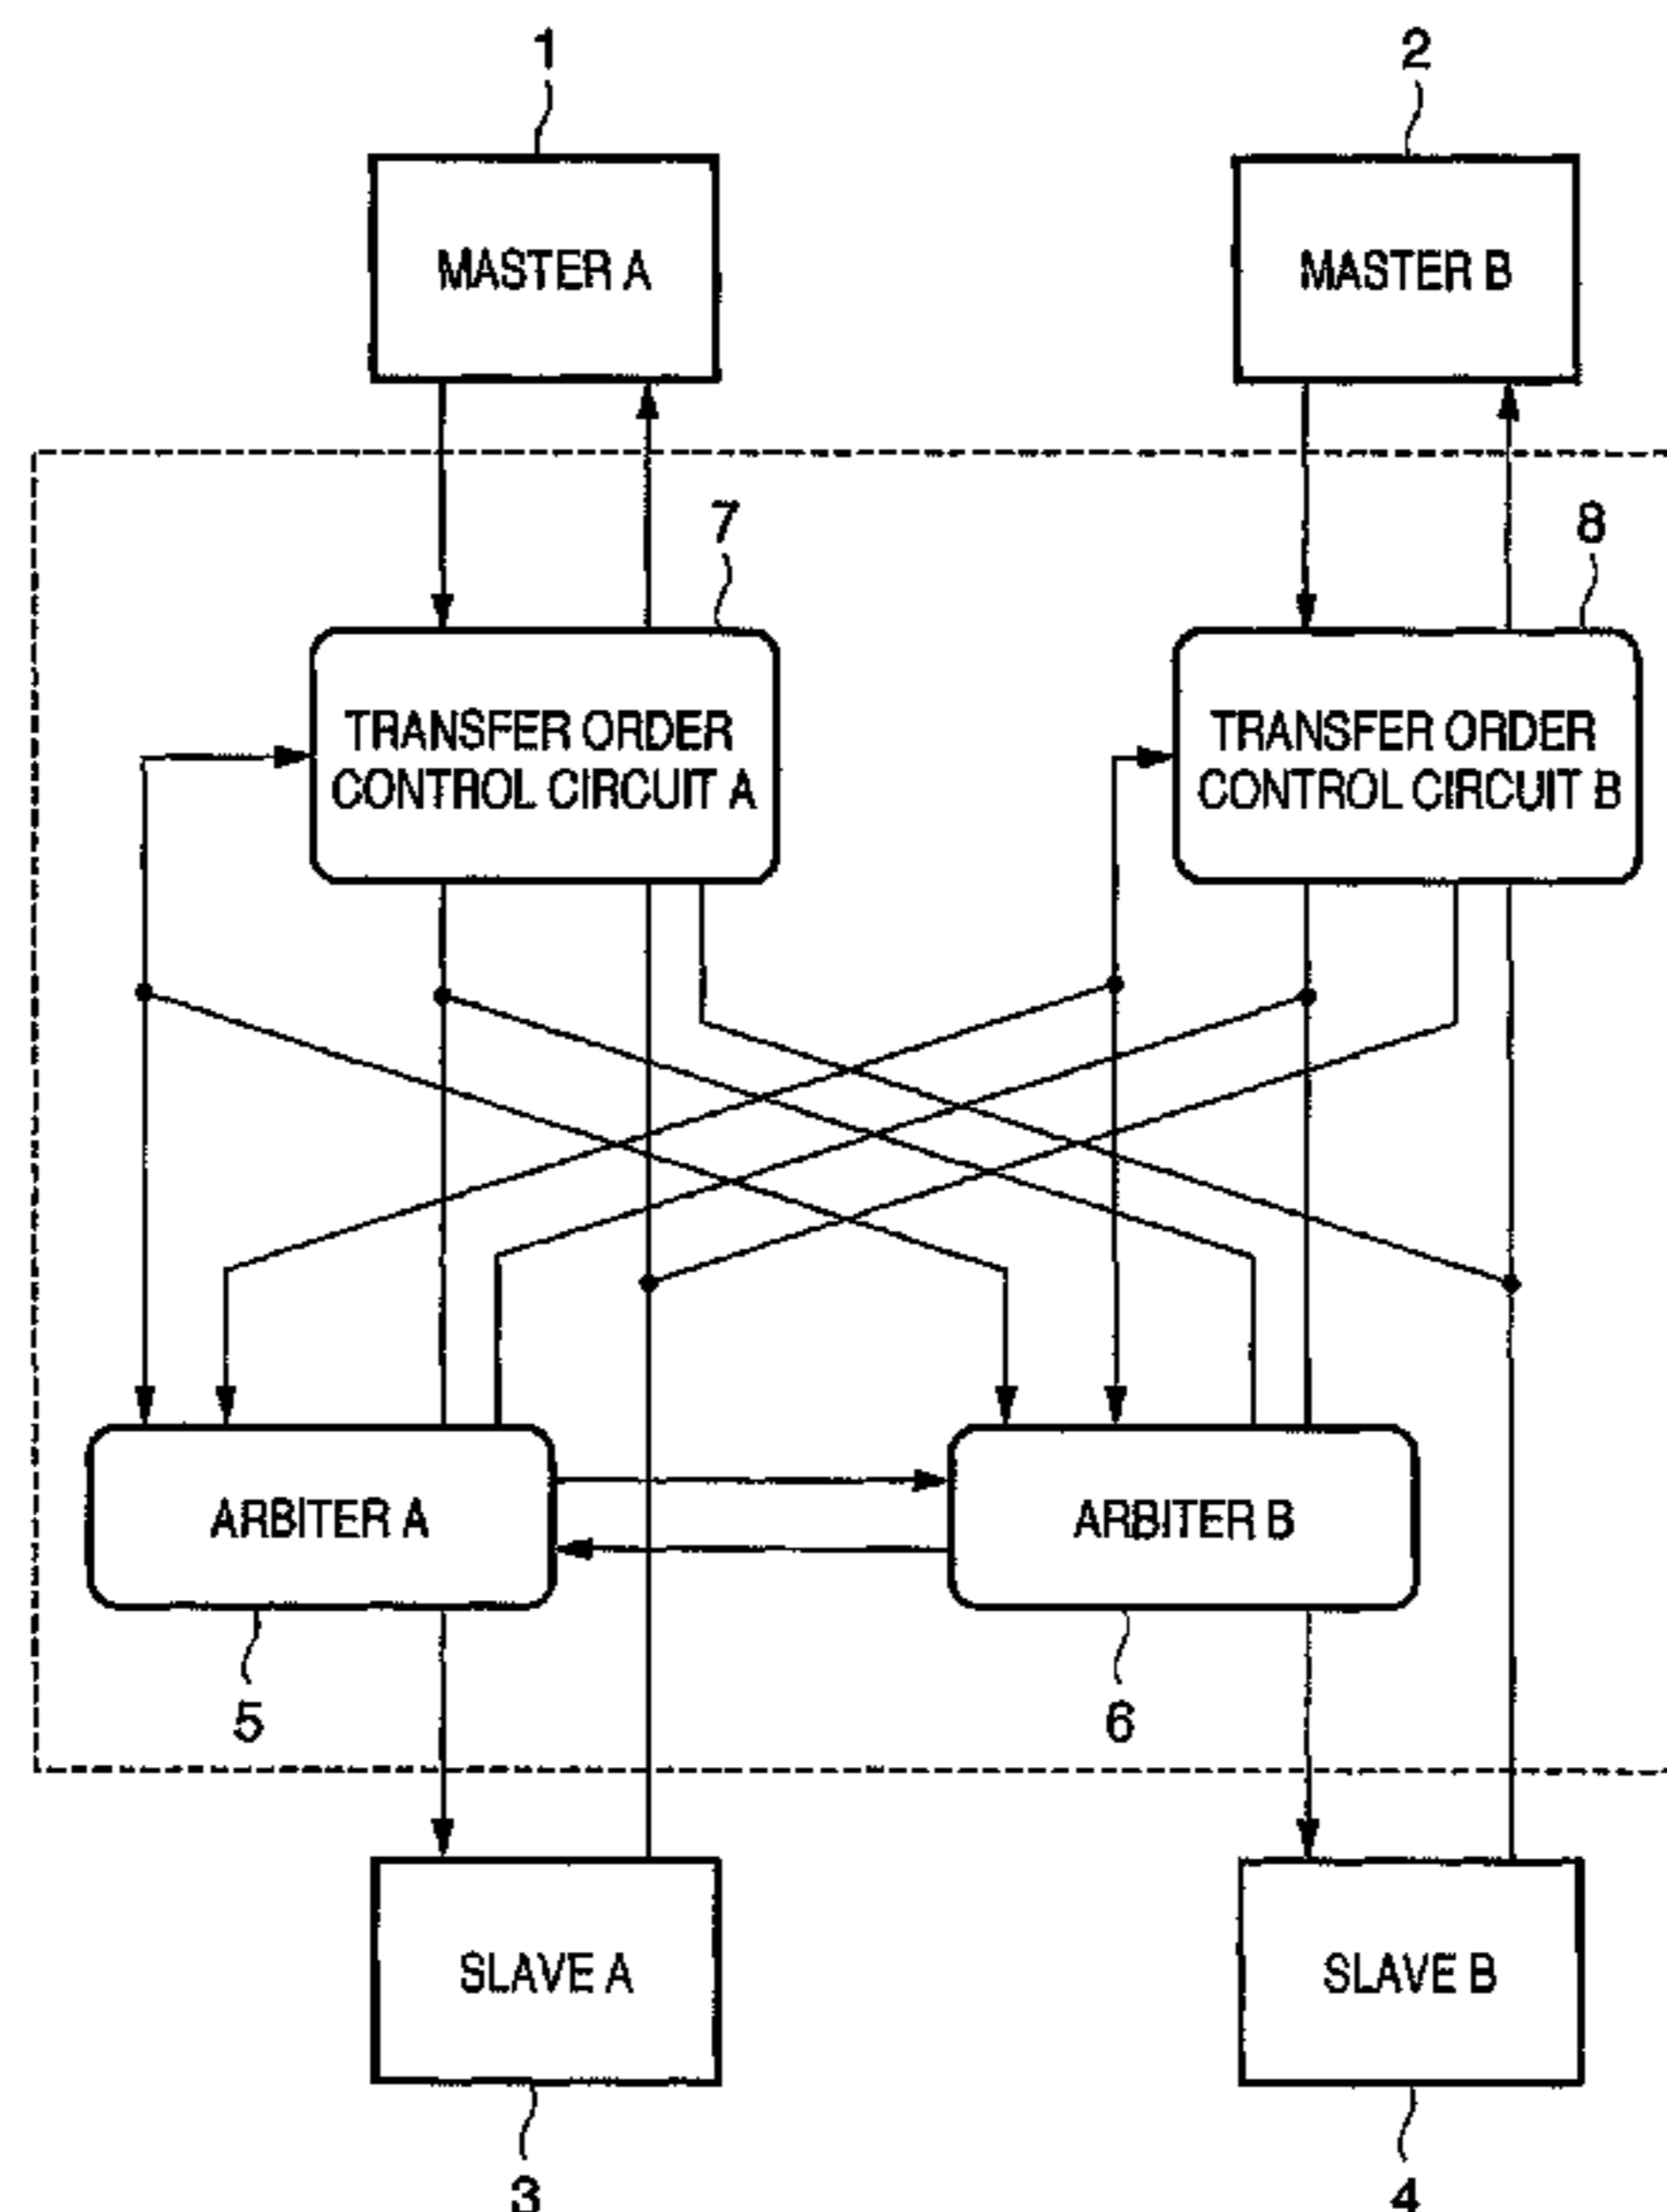 1
2
MASTER A
MASTER B
7
8
TRANSFER ORDER
CONTROL CIRCUIT A
TRANSFER ORDER
CONTROL CIRCUIT B
ARBITER A
ARBITER B
5
6
SLAVE A
SLAVE B
3
4